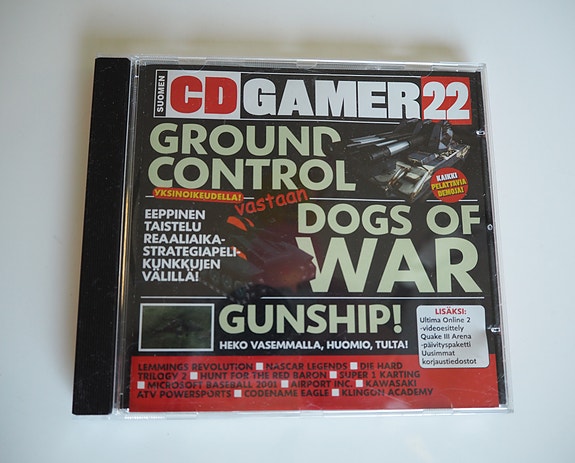 SUOMEN
CD GAMER 22
GROUND
CONTROL
YKSINOIKEUDELLA!
vastaan
KAIKKI
PELATTAVIA
DEMOJA!
EEPPINEN
TAISTELU
REAALIAIKA-
STRATEGIAPELI-
KUNKKUJEN
VÄLILLÄ!
DOGS OF
WAR
GUNSHIP!
HEKO VASEMMALLA, HUOMIO, TULTA!
LISÄKSI:
Ultima Online 2
-videoesittely
Quake III Arena
-päivityspaketti
Uusimmat
korjaustiedostot
LEMMINGS REVOLUTION ■ NASCAR LEGENDS ■ DIE HARD
TRILOGY 2 ■ HUNT FOR THE RED BARON ■ SUPER 1 KARTING
■ MICROSOFT BASEBALL 2001 ■ AIRPORT INC. ■ KAWASAKI
ATV POWERSPORTS ■ CODENAME EAGLE ■ KLINGON ACADEMY